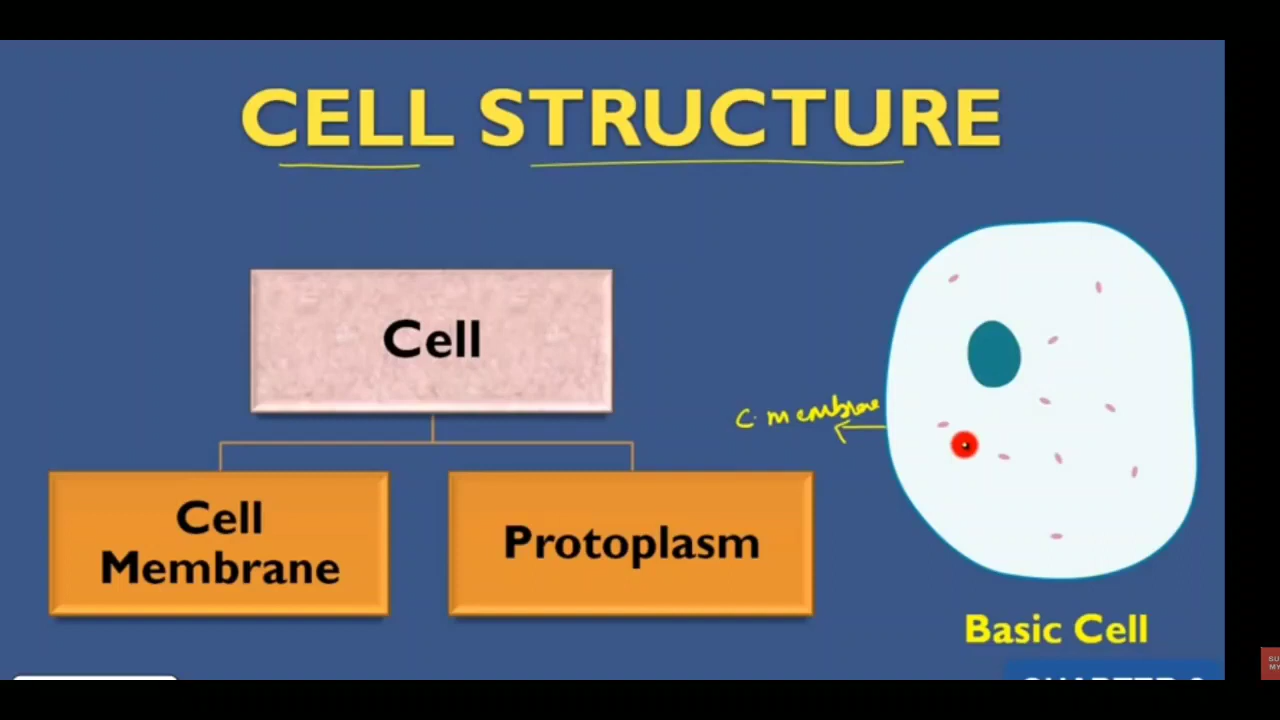 CELL STRUCTURE
Cell
C. membrane
Cell
Membrane
Protoplasm
Basic Cell